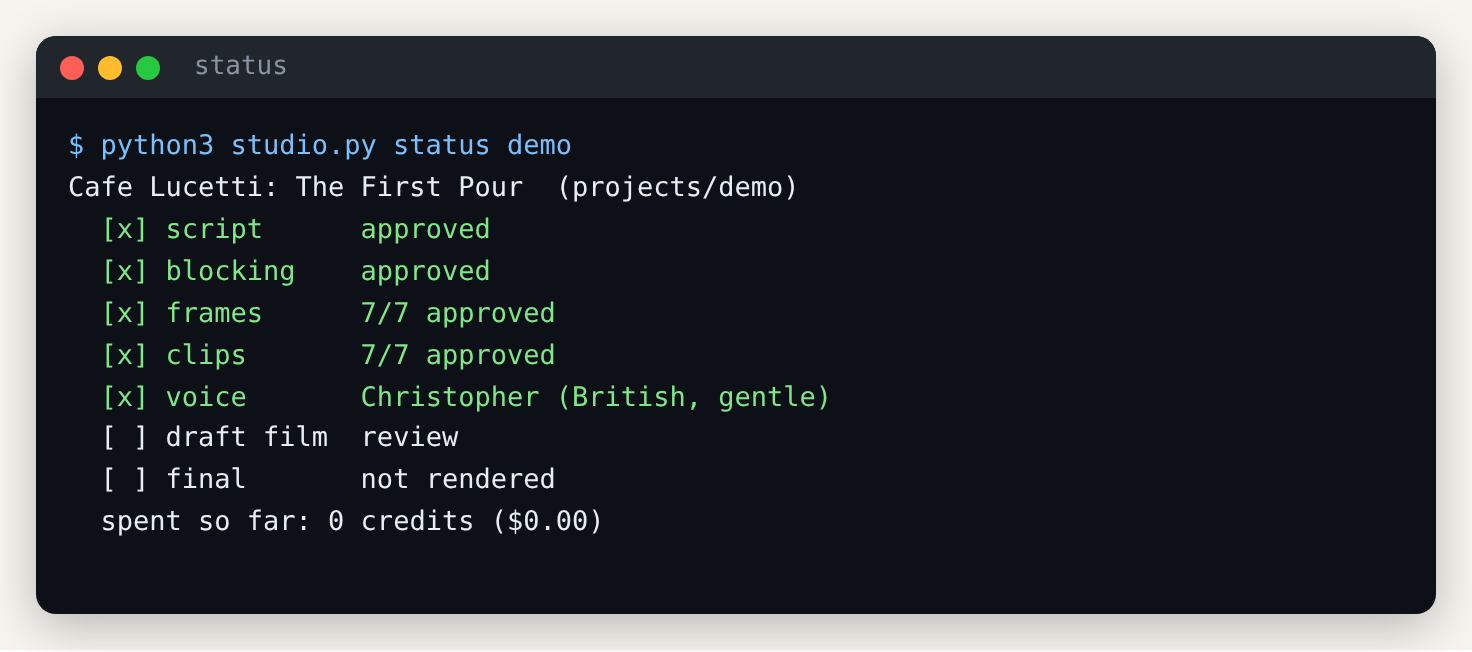 status
$ python3 studio.py status demo
Cafe Lucetti: The First Pour  (projects/demo)
  [x] script      approved
  [x] blocking    approved
  [x] frames      7/7 approved
  [x] clips       7/7 approved
  [x] voice       Christopher (British, gentle)
  [ ] draft film  review
  [ ] final       not rendered
  spent so far: 0 credits ($0.00)